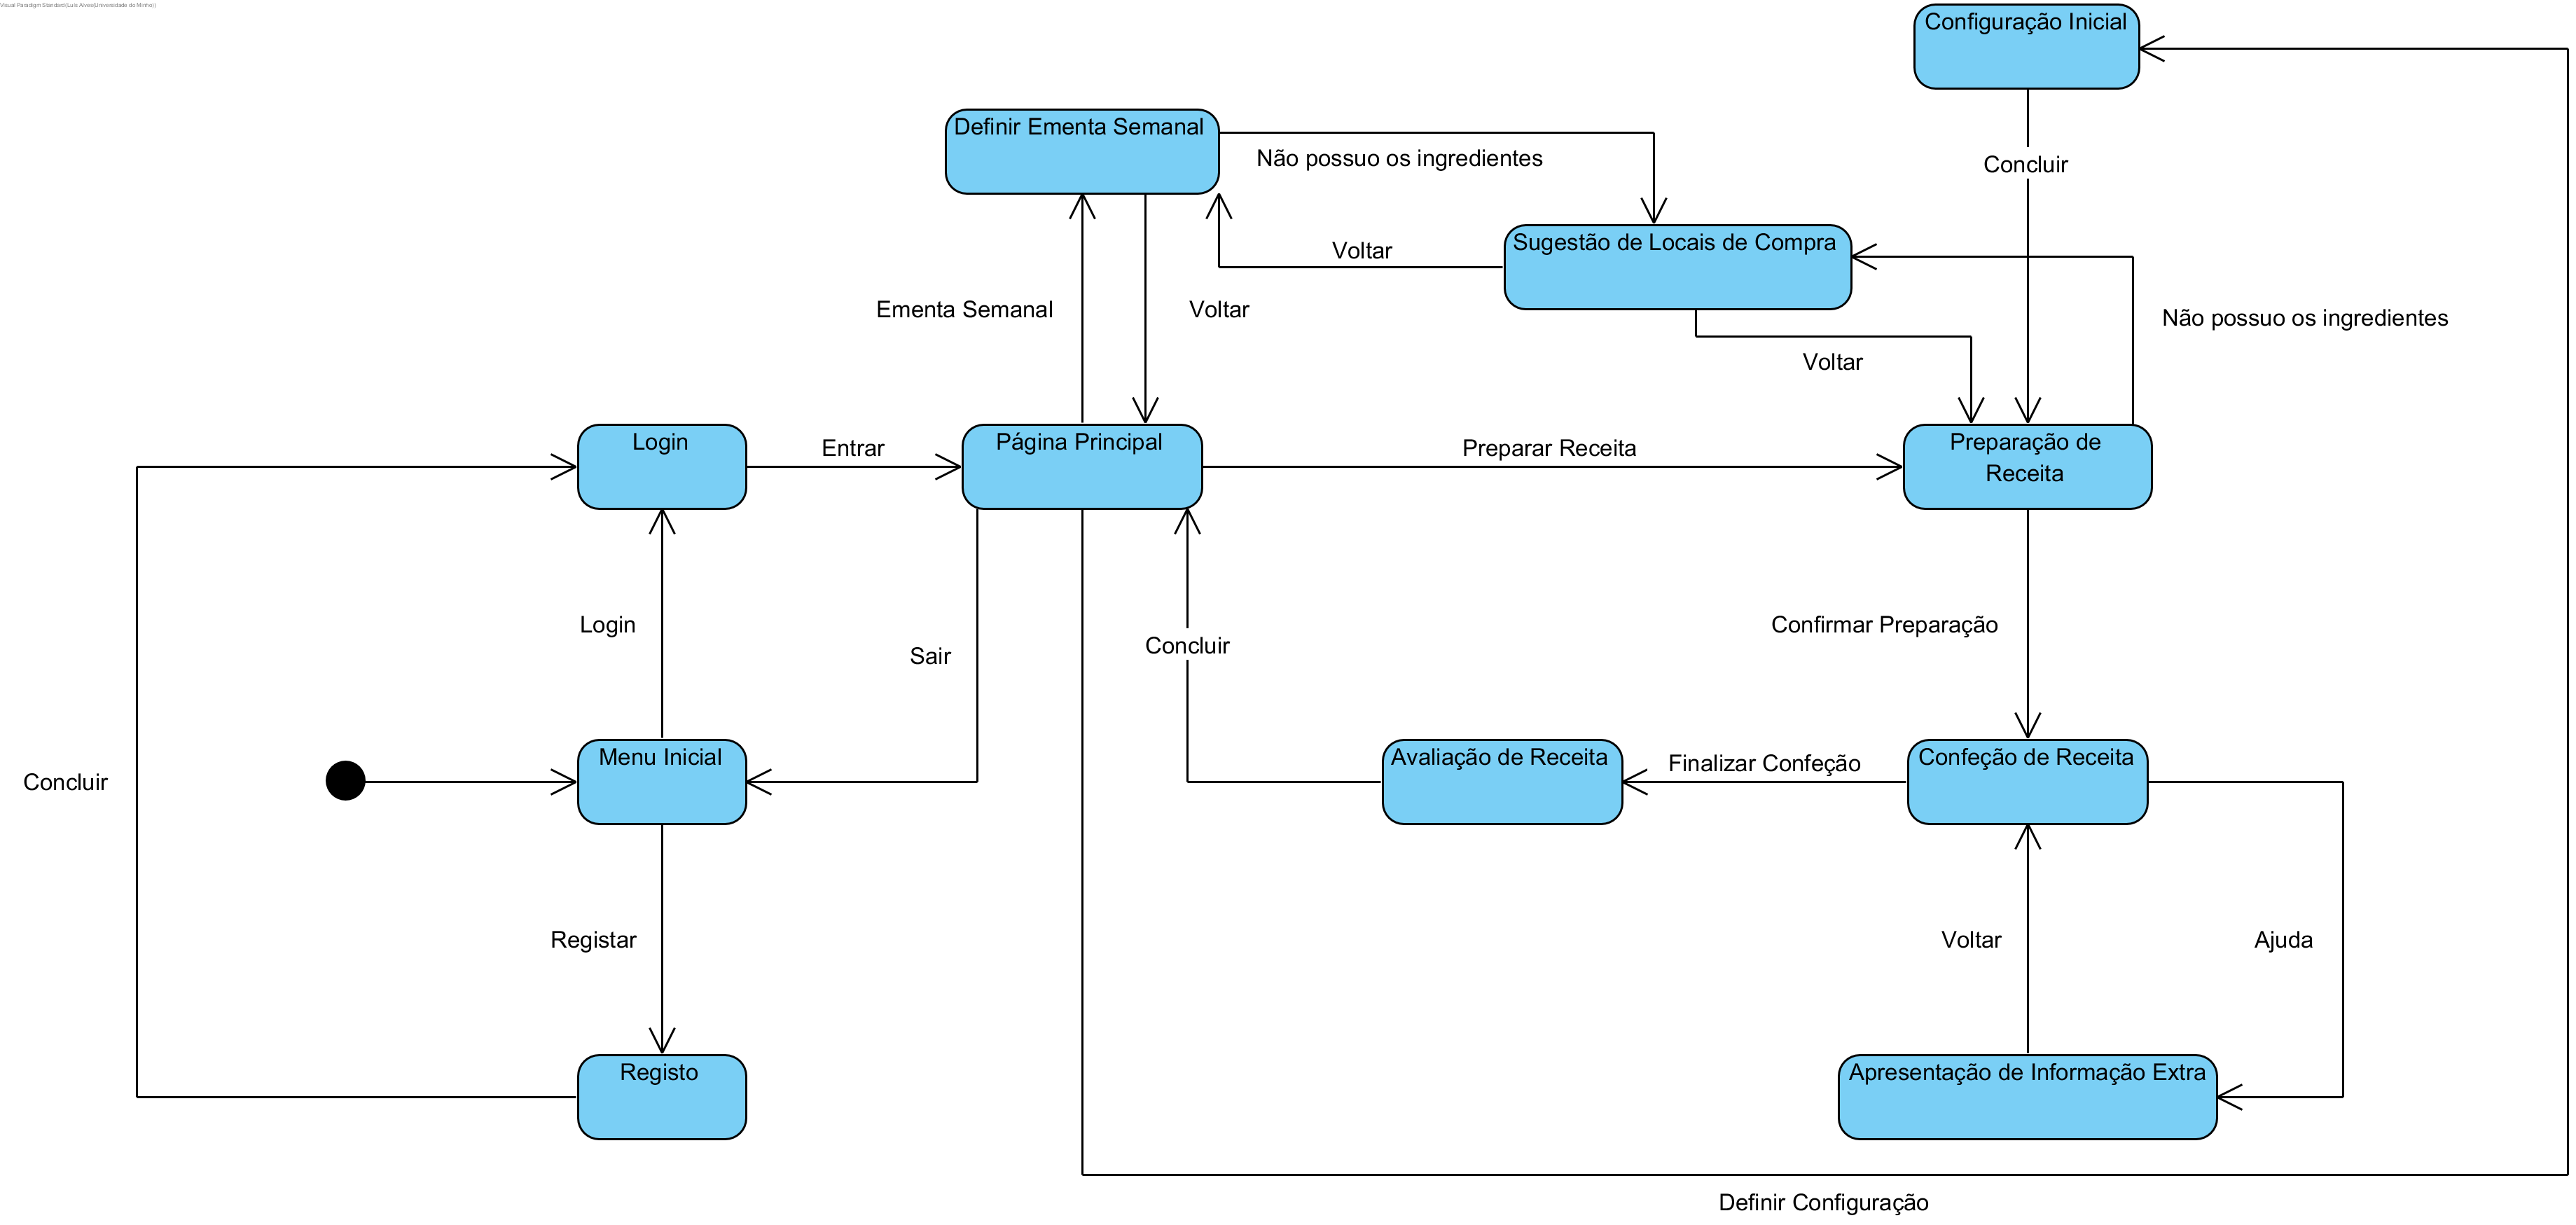 Visual Paradigm Standard(Luís Alves(Universidade do Minho))
Configuração Inicial
Definir Ementa Semanal
Não possuo os ingredientes
Concluir
Sugestão de Locais de Compra
Voltar
Ementa Semanal
Voltar
Não possuo os ingredientes
Voltar
Login
Entrar
Página Principal
Preparar Receita
Preparação de
Receita
Login
Sair
Concluir
Confirmar Preparação
Concluir
Menu Inicial
Avaliação de Receita
Finalizar Confeção
Confeção de Receita
Registar
Voltar
Ajuda
Registo
Apresentação de Informação Extra
Definir Configuração